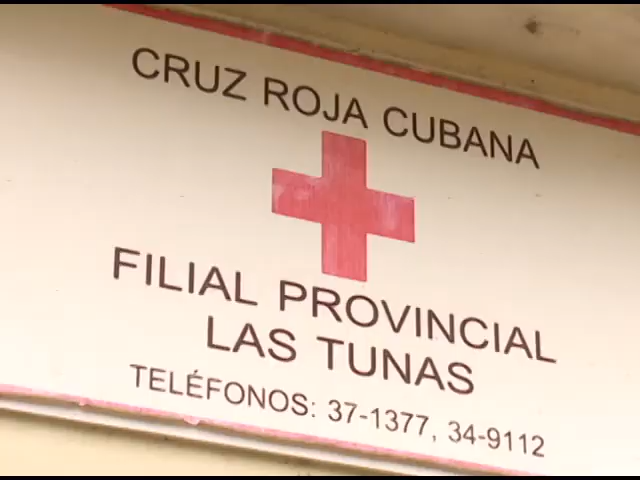 CRUZ ROJA CUBANA
FILIAL PROVINCIAL
LAS TUNAS
TELÉFONOS: 37-1377, 34-9112